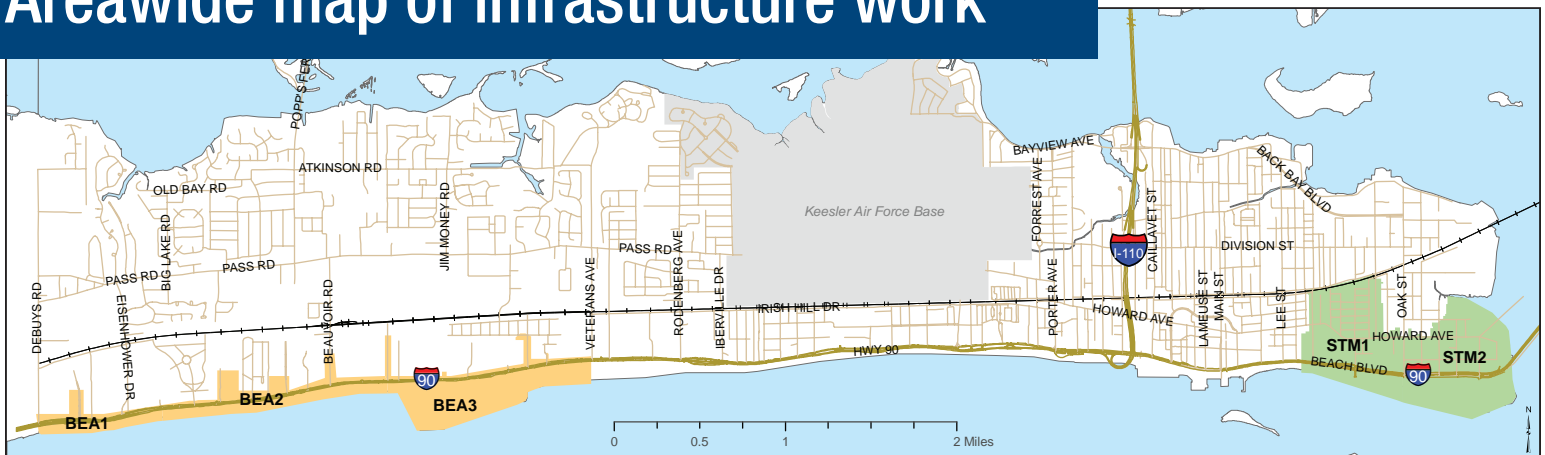 Areawide map of infrastructure work
POPP'S FER
ATKINSON RD
OLD BAY RD
BIG LAKE RD
JIM MONEY RD
PASS RD
PASS RD
PASS RD
DEBUYS RD
EISENHOWER DR
BEAUVOIR RD
VETERANS AVE
RODENBERG AVE
IBERVILLE DR
Keesler Air Force Base
IRISH HILL DR
HWY 90
BAYVIEW AVE
FORREST AVE
PORTER AVE
I-110
CAILLAVET ST
BACK BAY BLVD
DIVISION ST
HOWARD AVE
LAMEUSE ST
MAIN ST
LEE ST
OAK ST
HOWARD AVE
BEACH BLVD
STM1
STM2
90
90
BEA1
BEA2
BEA3
0 0.5 1 2 Miles
N